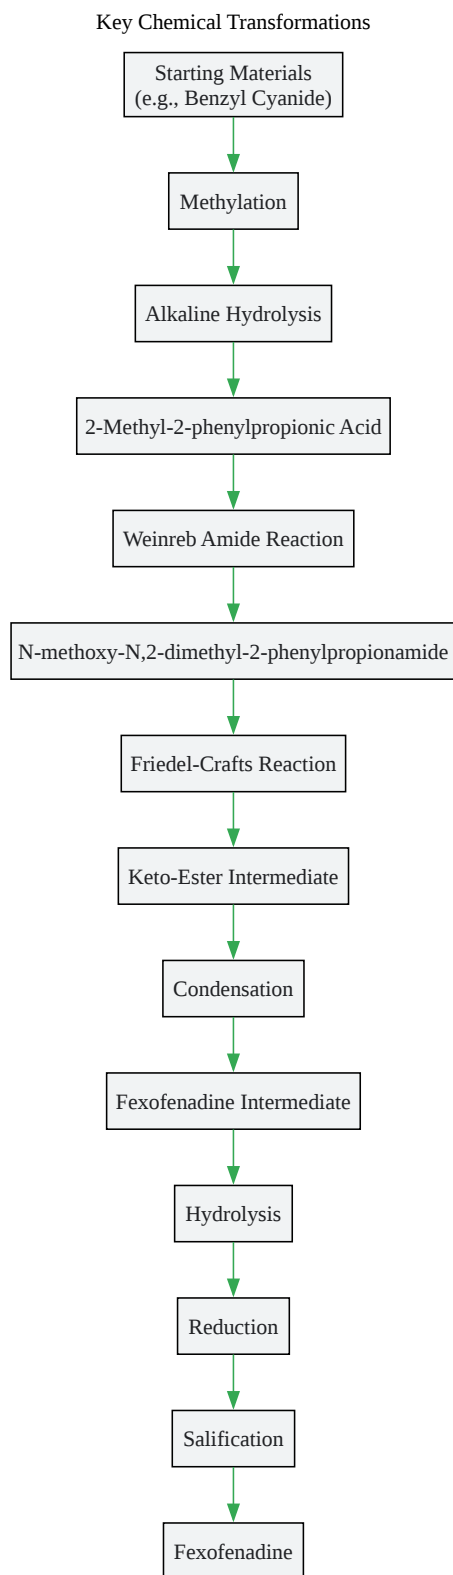 Key Chemical Transformations
Starting Materials
(e.g., Benzyl Cyanide)
Methylation
Alkaline Hydrolysis
2-Methyl-2-phenylpropionic Acid
Weinreb Amide Reaction
N-methoxy-N,2-dimethyl-2-phenylpropionamide
Friedel-Crafts Reaction
Keto-Ester Intermediate
Condensation
Fexofenadine Intermediate
Hydrolysis
Reduction
Salification
Fexofenadine